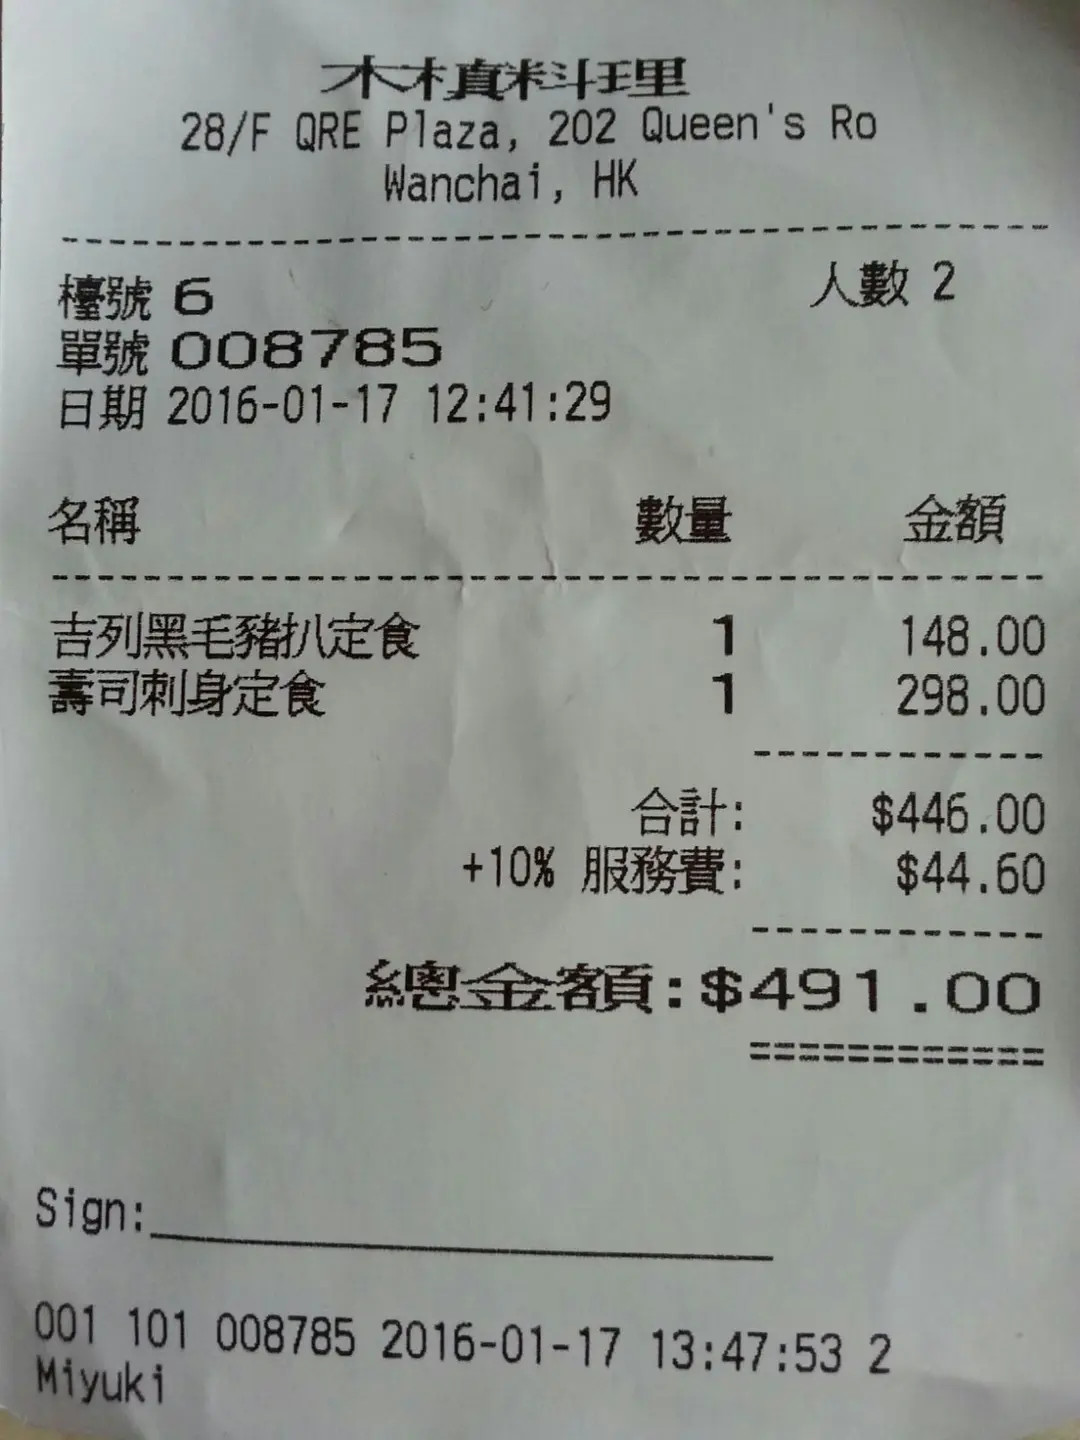 木槙料理
28/F QRE Plaza, 202 Queen's Ro
Wanchai, HK
檯號 6 人數 2
單號 008785
日期 2016-01-17 12:41:29
名稱 數量 金額
吉列黑毛豬扒定食 1 148.00
壽司刺身定食 1 298.00
合計: $446.00
+10% 服務費: $44.60
總金額:$491.00
Sign:
001 101 008785 2016-01-17 13:47:53 2
Miyuki